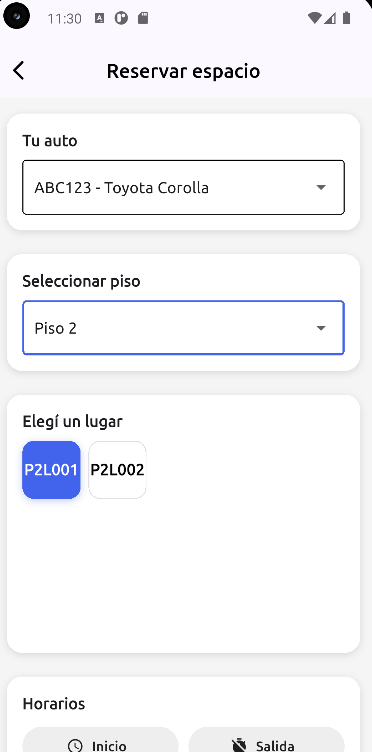 11:30
Reservar espacio
Tu auto
ABC123 - Toyota Corolla
Seleccionar piso
Piso 2
Elegí un lugar
P2L001 P2L002
Horarios
Inicio Salida